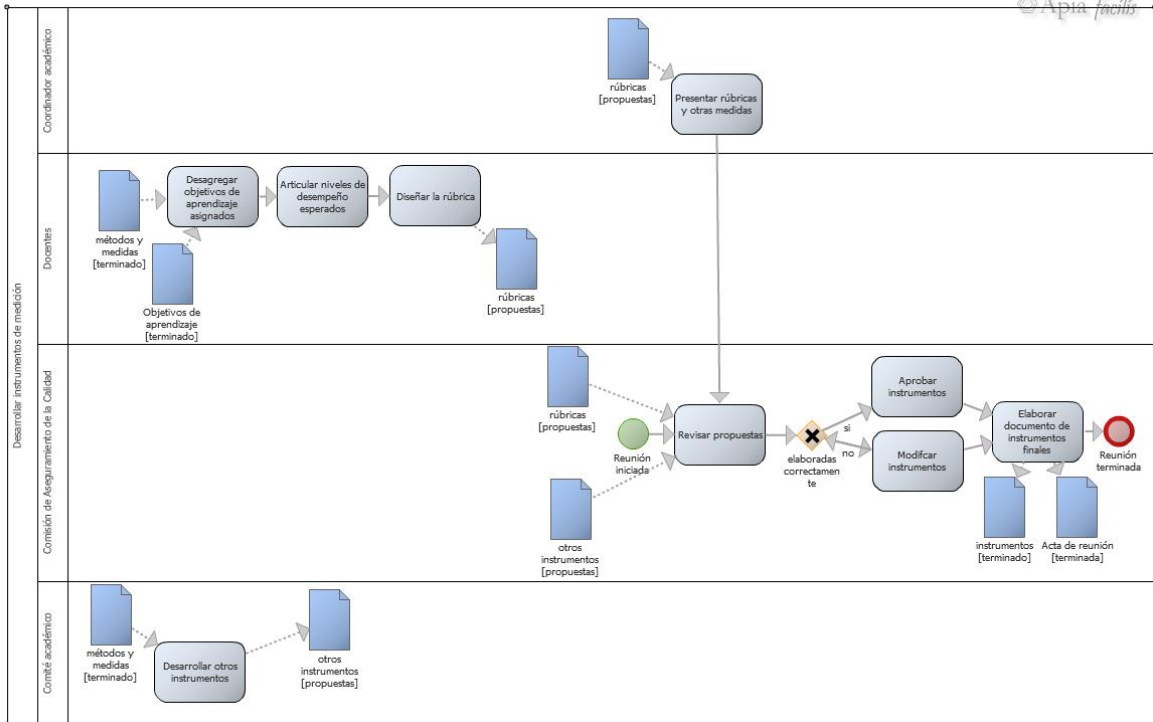 © Apia facilis
Desarrollar instrumentos de medición
Coordinador académico
rúbricas
[propuestas]
Presentar rúbricas
y otras medidas
Docentes
métodos y
medidas
[terminado]
Objetivos de
aprendizaje
[terminado]
Desagregar
objetivos de
aprendizaje
asignados
Articular niveles de
desempeño
esperados
Diseñar la rúbrica
rúbricas
[propuestas]
Comisión de Aseguramiento de la Calidad
rúbricas
[propuestas]
Reunión
iniciada
otros
instrumentos
[propuestas]
Revisar propuestas
elaboradas
correctamen
te
si
no
Aprobar
instrumentos
Modifcar
instrumentos
Elaborar
documento de
instrumentos
finales
instrumentos
[terminado]
Acta de reunión
[terminada]
Reunión
terminada
Comité académico
métodos y
medidas
[terminado]
Desarrollar otros
instrumentos
otros
instrumentos
[propuestas]